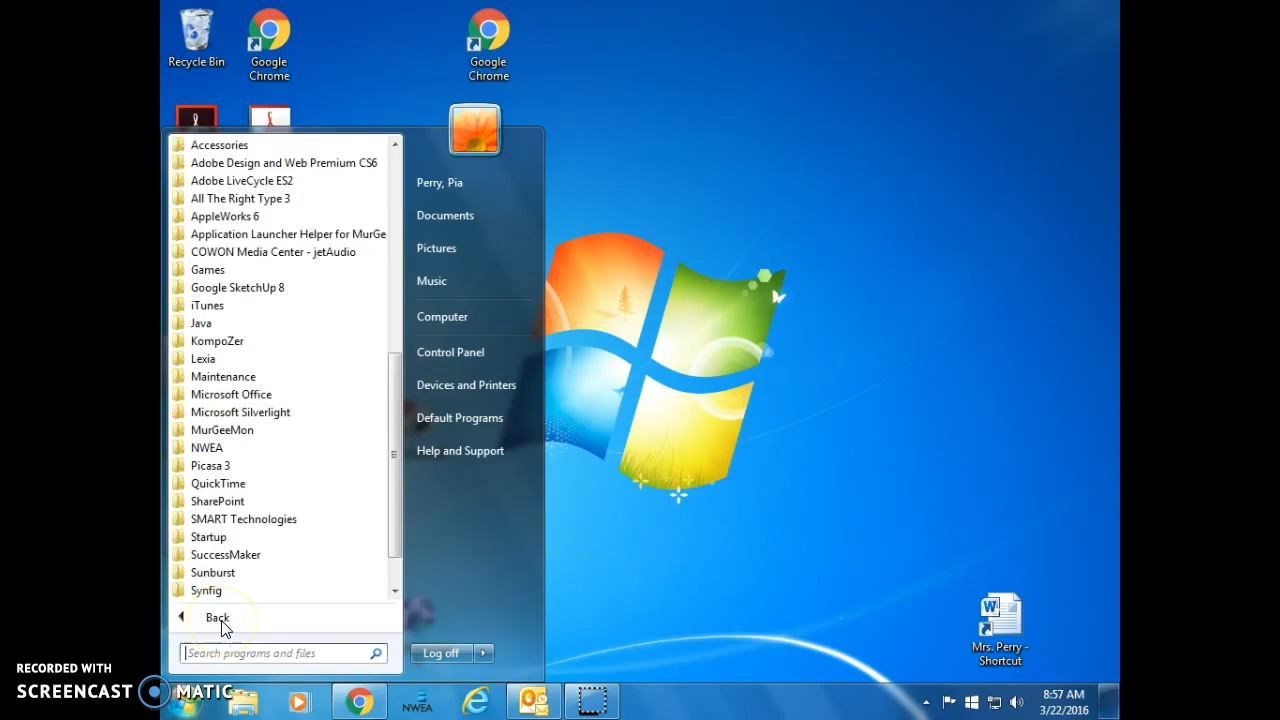 Recycle Bin
Google
Chrome
Google
Chrome
Accessories
Adobe Design and Web Premium CS6
Adobe LiveCycle ES2
All The Right Type 3
AppleWorks 6
Application Launcher Helper for MurGe
COWON Media Center - jetAudio
Games
Google SketchUp 8
iTunes
Java
KompoZer
Lexia
Maintenance
Microsoft Office
Microsoft Silverlight
MurGeeMon
NWEA
Picasa 3
QuickTime
SharePoint
SMART Technologies
Startup
SuccessMaker
Sunburst
Synfig
Back
Search programs and files
Perry, Pia
Documents
Pictures
Music
Computer
Control Panel
Devices and Printers
Default Programs
Help and Support
Log off
Mrs. Perry -
Shortcut
RECORDED WITH
SCREENCAST MATIC
NWEA
8:57 AM
3/22/2016